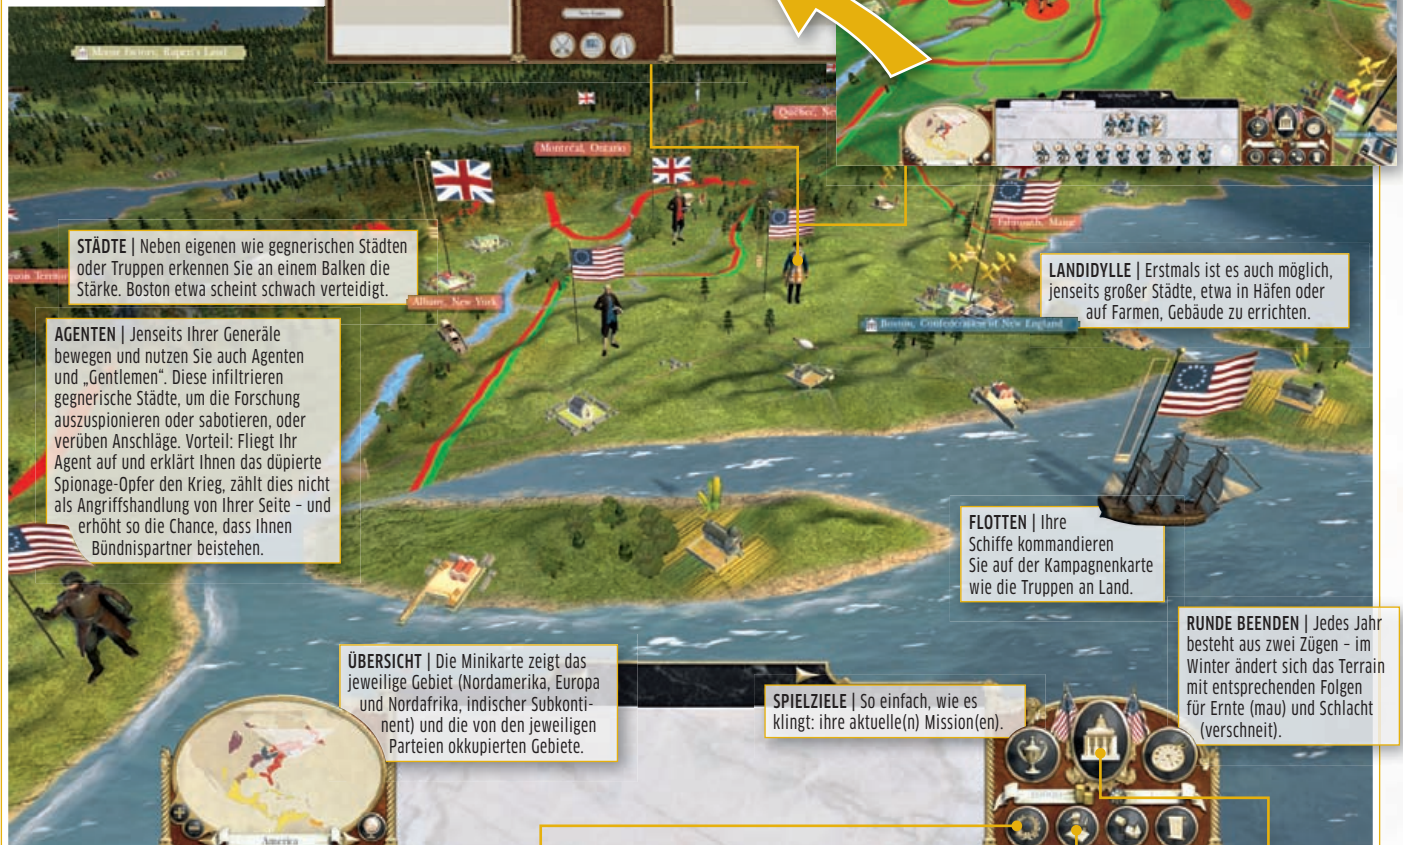 Moose Factory, Rupert's Land
Montréal, Ontario
Falmouth, Maine
Albany, New York
Boston, Confederation of New England
STÄDTE | Neben eigenen wie gegnerischen Städten
oder Truppen erkennen Sie an einem Balken die
Stärke. Boston etwa scheint schwach verteidigt.
LANDIDYLLE | Erstmals ist es auch möglich,
jenseits großer Städte, etwa in Häfen oder
auf Farmen, Gebäude zu errichten.
AGENTEN | Jenseits Ihrer Generäle
bewegen und nutzen Sie auch Agenten
und „Gentlemen“. Diese infiltrieren
gegnerische Städte, um die Forschung
auszuspionieren oder sabotieren, oder
verüben Anschläge. Vorteil: Fliegt Ihr
Agent auf und erklärt Ihnen das düpierte
Spionage-Opfer den Krieg, zählt dies nicht
als Angriffshandlung von Ihrer Seite – und
erhöht so die Chance, dass Ihnen
Bündnispartner beistehen.
FLOTTEN | Ihre
Schiffe kommandieren
Sie auf der Kampagnenkarte
wie die Truppen an Land.
RUNDE BEENDEN | Jedes Jahr
besteht aus zwei Zügen – im
Winter ändert sich das Terrain
mit entsprechenden Folgen
für Ernte (mau) und Schlacht
(verschneit).
ÜBERSICHT | Die Minikarte zeigt das
jeweilige Gebiet (Nordamerika, Europa
und Nordafrika, indischer Subkonti-
nent) und die von den jeweiligen
Parteien okkupierten Gebiete.
SPIELZIELE | So einfach, wie es
klingt: ihre aktuelle(n) Mission(en).
America